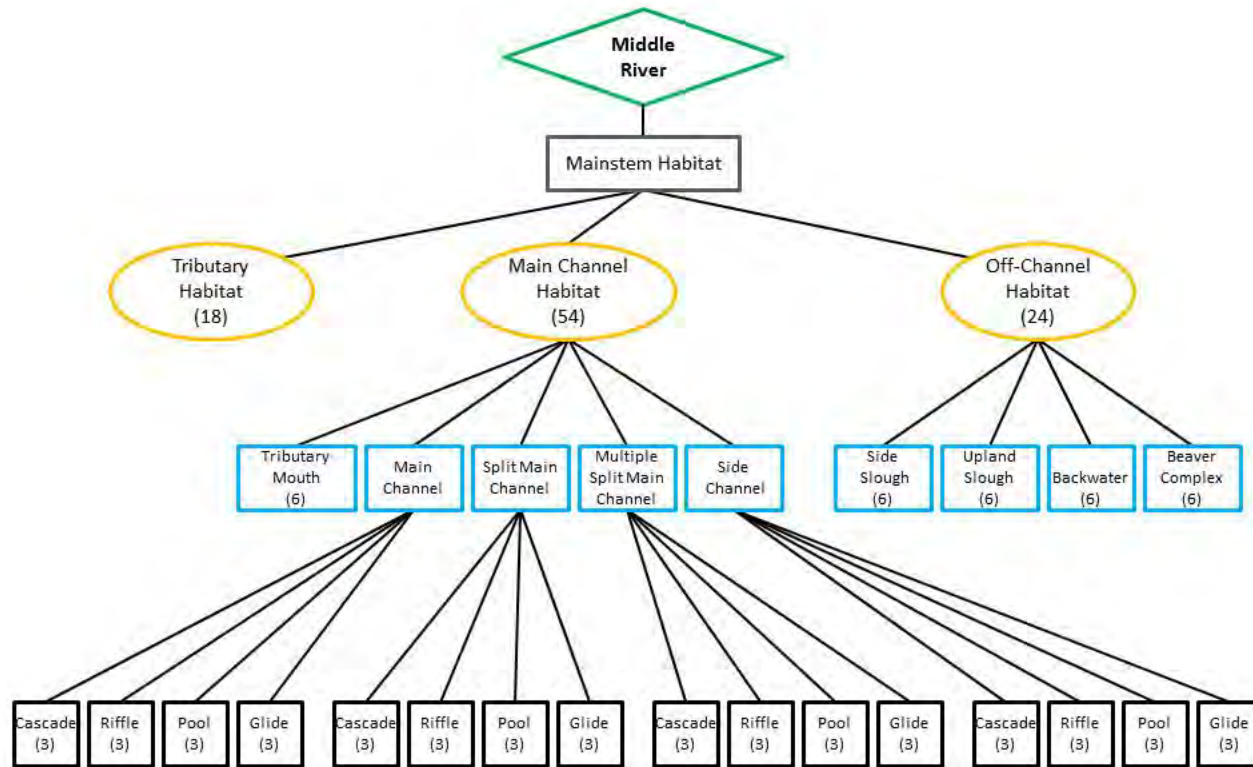 Middle
River
Mainstem Habitat
Tributary
Habitat
(18)
Main Channel
Habitat
(54)
Off-Channel
Habitat
(24)
Tributary
Mouth
(6)
Main
Channel
Split Main
Channel
Multiple
Split Main
Channel
Side
Channel
Side
Slough
(6)
Upland
Slough
(6)
Backwater
(6)
Beaver
Complex
(6)
Cascade
(3)
Riffle
(3)
Pool
(3)
Glide
(3)
Cascade
(3)
Riffle
(3)
Pool
(3)
Glide
(3)
Cascade
(3)
Riffle
(3)
Pool
(3)
Glide
(3)
Cascade
(3)
Riffle
(3)
Pool
(3)
Glide
(3)